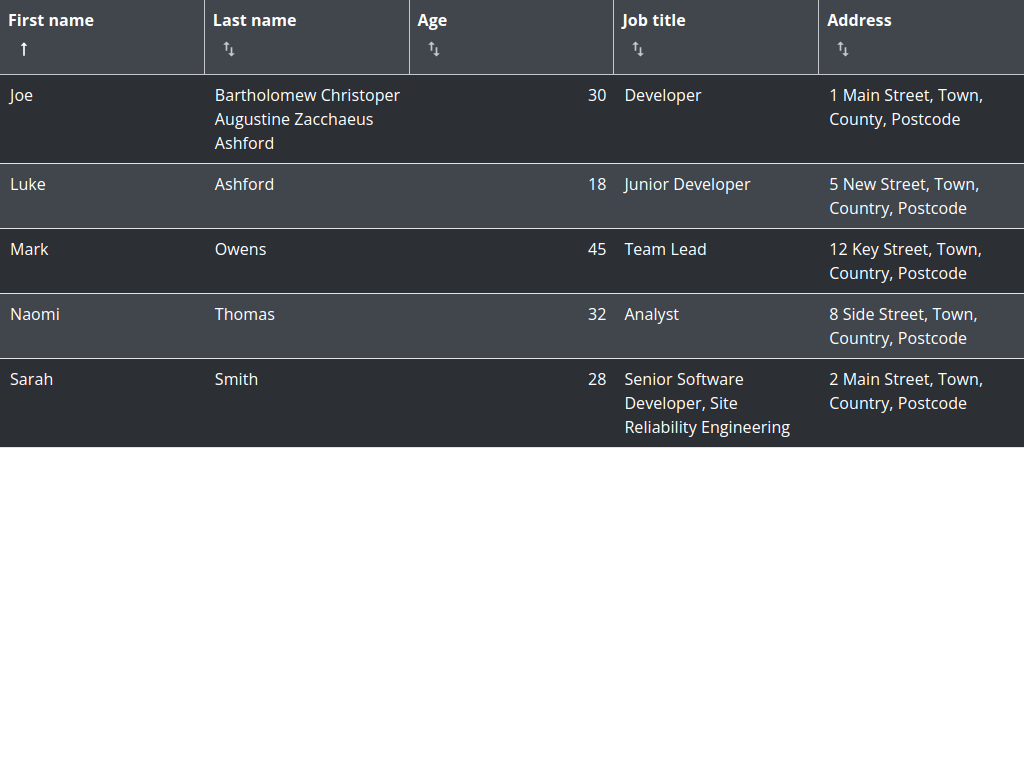 First name Last name Age Job title Address
Joe Bartholomew Christoper 30 Developer 1 Main Street, Town,
Augustine Zacchaeus County, Postcode
Ashford
Luke Ashford 18 Junior Developer 5 New Street, Town,
Country, Postcode
Mark Owens 45 Team Lead 12 Key Street, Town,
Country, Postcode
Naomi Thomas 32 Analyst 8 Side Street, Town,
Country, Postcode
Sarah Smith 28 Senior Software 2 Main Street, Town,
Developer, Site Country, Postcode
Reliability Engineering